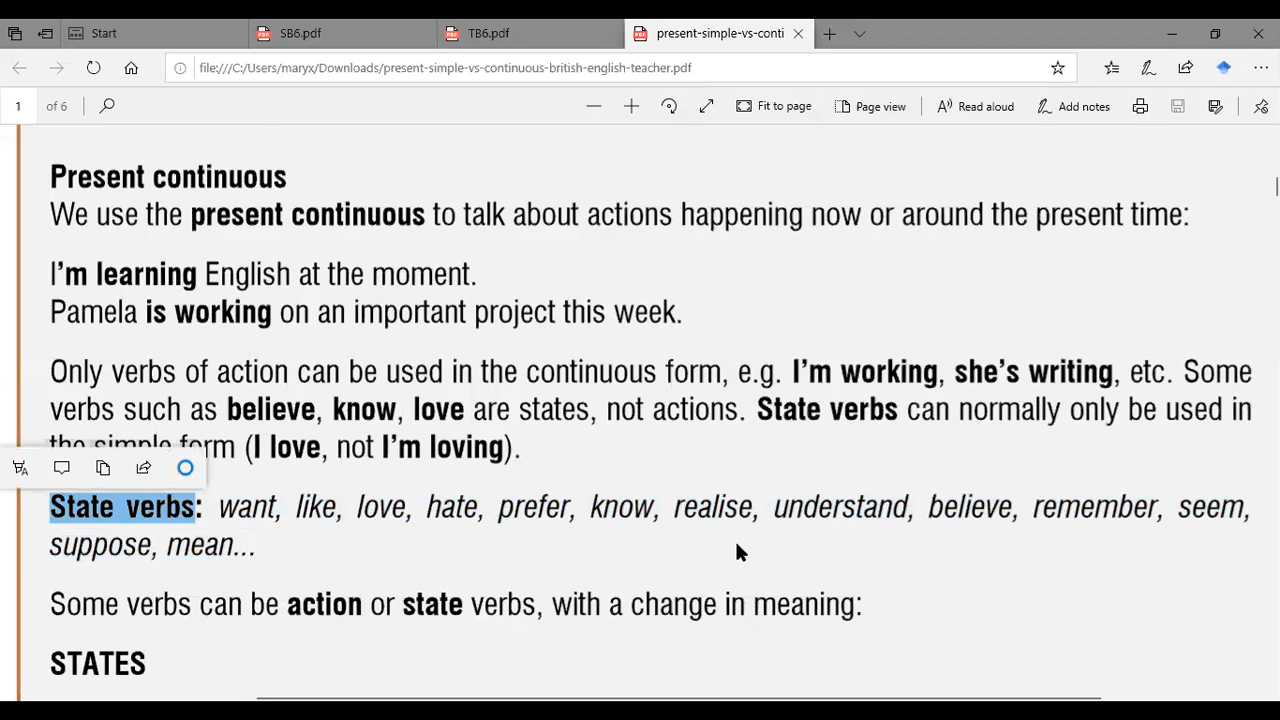 Start
SB6.pdf
TB6.pdf
present-simple-vs-conti
file:///C:/Users/maryx/Downloads/present-simple-vs-continuous-british-english-teacher.pdf
1 of 6 Fit to page Page view Read aloud Add notes
Present continuous
We use the present continuous to talk about actions happening now or around the present time:
I'm learning English at the moment.
Pamela is working on an important project this week.
Only verbs of action can be used in the continuous form, e.g. I'm working, she's writing, etc. Some
verbs such as believe, know, love are states, not actions. State verbs can normally only be used in
the simple form (I love, not I'm loving).
State verbs: want, like, love, hate, prefer, know, realise, understand, believe, remember, seem,
suppose, mean...
Some verbs can be action or state verbs, with a change in meaning:
STATES